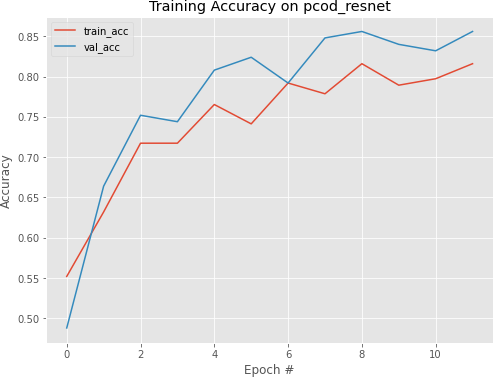 Training Accuracy on pcod_resnet
train_acc
val_acc
0.85
0.80
0.75
0.70
0.65
0.60
0.55
0.50
Accuracy
0 2 4 6 8 10
Epoch #